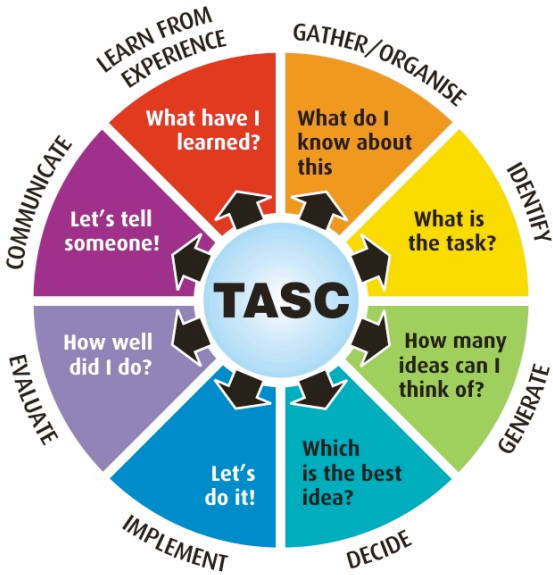 GATHER/ORGANISE
What do I
know about
this
IDENTIFY
What is
the task?
GENERATE
How many
ideas can I
think of?
DECIDE
Which
is the best
idea?
IMPLEMENT
Let's
do it!
EVALUATE
How well
did I do?
COMMUNICATE
Let's tell
someone!
LEARN FROM
EXPERIENCE
What have I
learned?
TASC